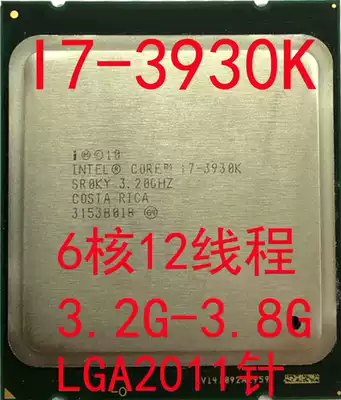 I7-3930K
i Ⓜ©10
INTEL® CORE™ i7-3930K
SR0KY 3.20GHZ
COSTA RICA
3153B018
6核12线程
3.2G-3.8G
LGA2011针